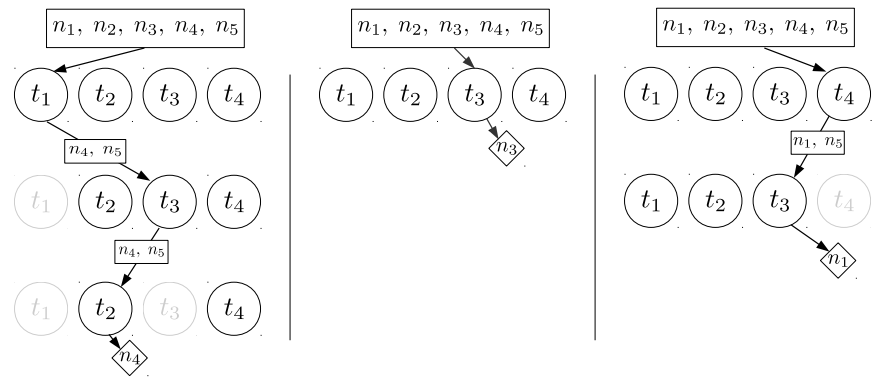 n₁, n₂, n₃, n₄, n₅
t₁ t₂ t₃ t₄
n₄, n₅
t₁ t₂ t₃ t₄
n₄, n₅
t₁ t₂ t₃ t₄
n₄
n₁, n₂, n₃, n₄, n₅
t₁ t₂ t₃ t₄
n₃
n₁, n₂, n₃, n₄, n₅
t₁ t₂ t₃ t₄
n₁, n₅
t₁ t₂ t₃ t₄
n₁